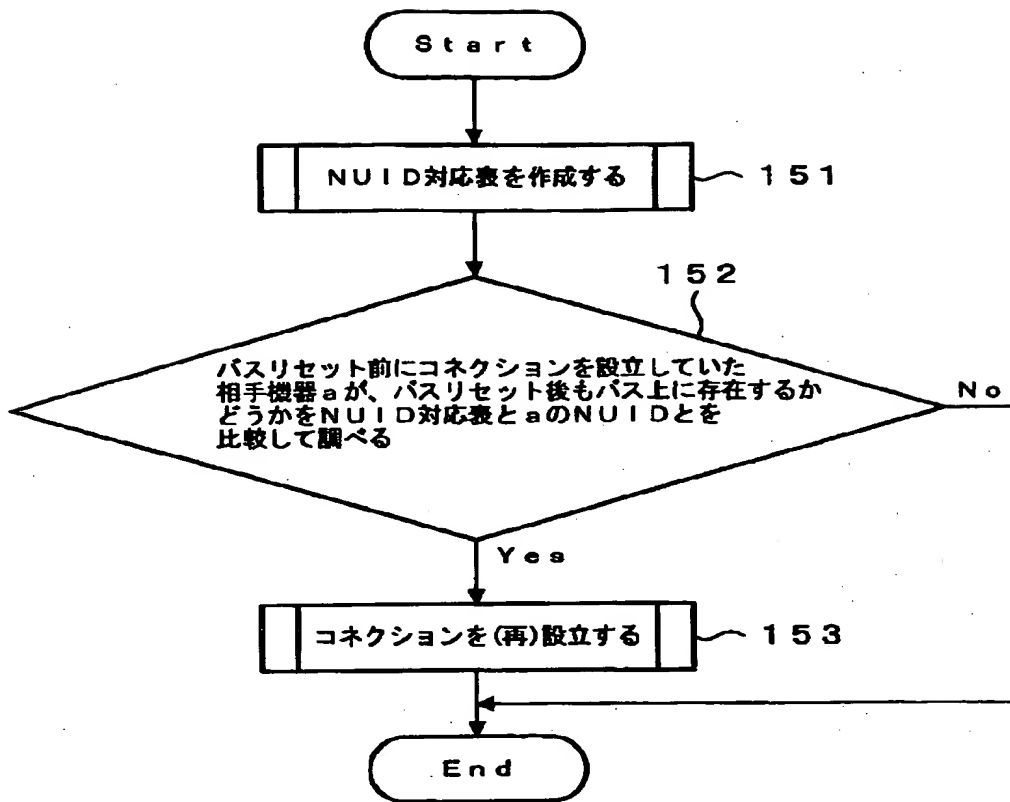 Start
NUID対応表を作成する
151
152
バスリセット前にコネクションを設立していた
相手機器aが、バスリセット後もバス上に存在するか
どうかをNUID対応表とaのNUIDとを
比較して調べる
No
Yes
コネクションを(再)設立する
153
End